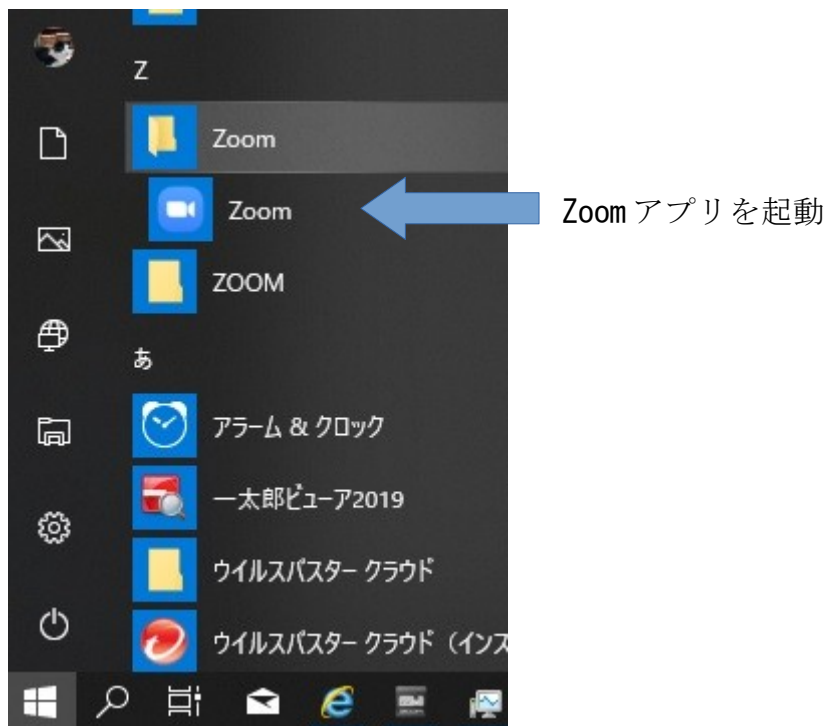 Z
Zoom
Zoom
Zoomアプリを起動
ZOOM
あ
アラーム & クロック
一太郎ビューア2019
ウイルスバスター クラウド
ウイルスバスター クラウド（インス